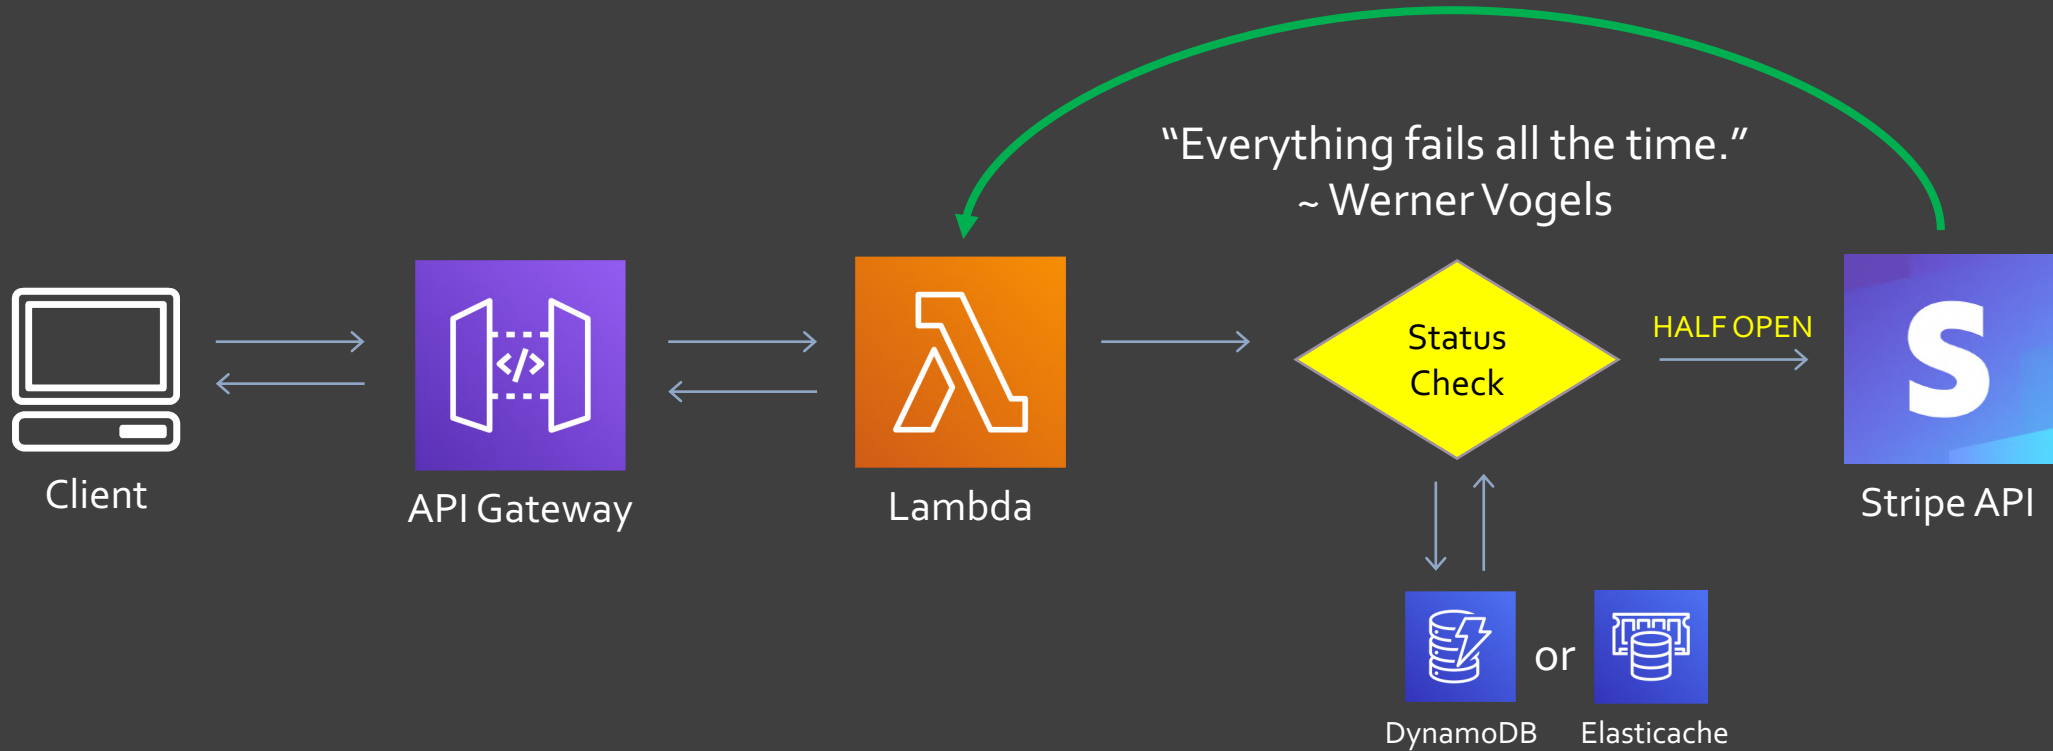 “Everything fails all the time.”
~ Werner Vogels
HALF OPEN
Status
Check
</>
S
Client
API Gateway
Lambda
Stripe API
or
DynamoDB
Elasticache